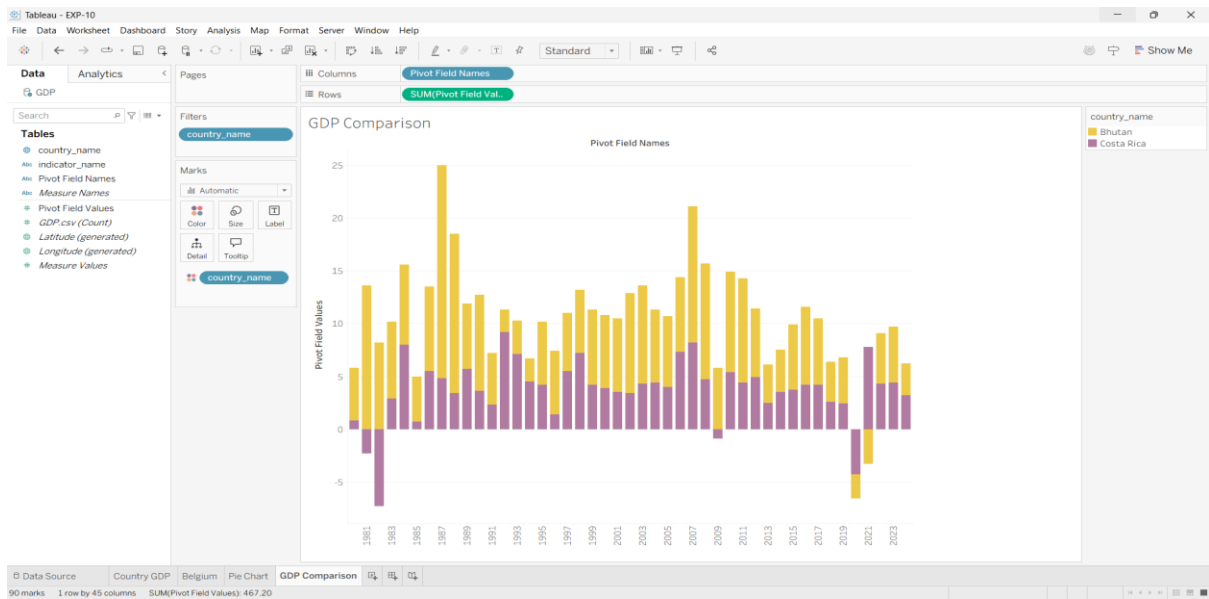 Tableau - EXP-10
File Data Worksheet Dashboard Story Analysis Map Format Server Window Help
Standard
Show Me
Data Analytics
GDP
Search
Tables
country_name
Abc indicator_name
Abc Pivot Field Names
Abc Measure Names
Pivot Field Values
GDP.csv (Count)
Latitude (generated)
Longitude (generated)
Measure Values
Pages
Filters
country_name
Marks
Automatic
Color Size Label
Detail Tooltip
country_name
Columns Pivot Field Names
Rows SUM(Pivot Field Val..
GDP Comparison
Pivot Field Names
Pivot Field Values
25
20
15
10
5
0
-5
1981 1983 1985 1987 1989 1991 1993 1995 1997 1999 2001 2003 2005 2007 2009 2011 2013 2015 2017 2019 2021 2023
country_name
Bhutan
Costa Rica
Data Source Country GDP Belgium Pie Chart GDP Comparison
90 marks 1 row by 45 columns SUM(Pivot Field Values): 467.20